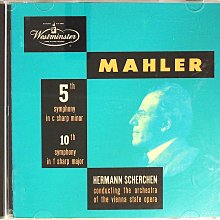 Westminster
MAHLER
5th
symphony
in c sharp minor
10th
symphony
in f sharp major
HERMANN SCHERCHEN
conducting the orchestra
of the vienna state opera